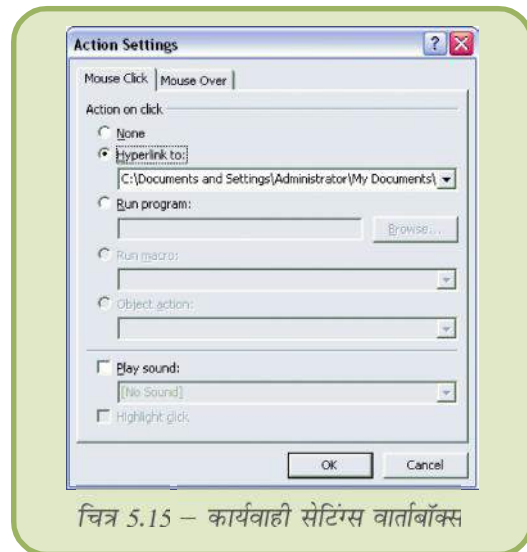 Action Settings
Mouse Click Mouse Over
Action on click
None
Hyperlink to:
C:\Documents and Settings\Administrator\My Documents\
Run program:
Browse...
Run macro:
Object action:
Play sound:
[No Sound]
Highlight click
OK Cancel
चित्र 5.15 – कार्यवाही सेटिंग्स वार्ताबॉक्स